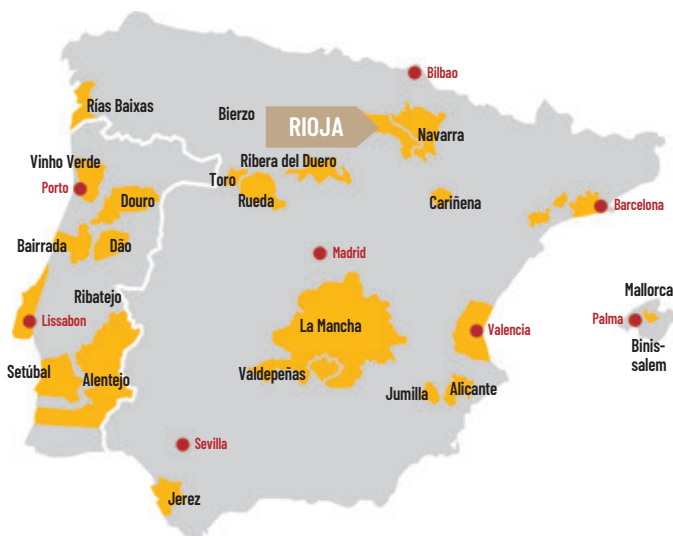 Bilbao
Rías Baixas
Bierzo
RIOJA
Navarra
Vinho Verde
Ribera del Duero
Toro
Porto
Douro
Rueda
Cariñena
Barcelona
Bairrada
Dão
Madrid
Ribatejo
Mallorca
Lissabon
La Mancha
Valencia
Palma
Binis-
salem
Setúbal
Alentejo
Valdepeñas
Jumilla
Alicante
Sevilla
Jerez